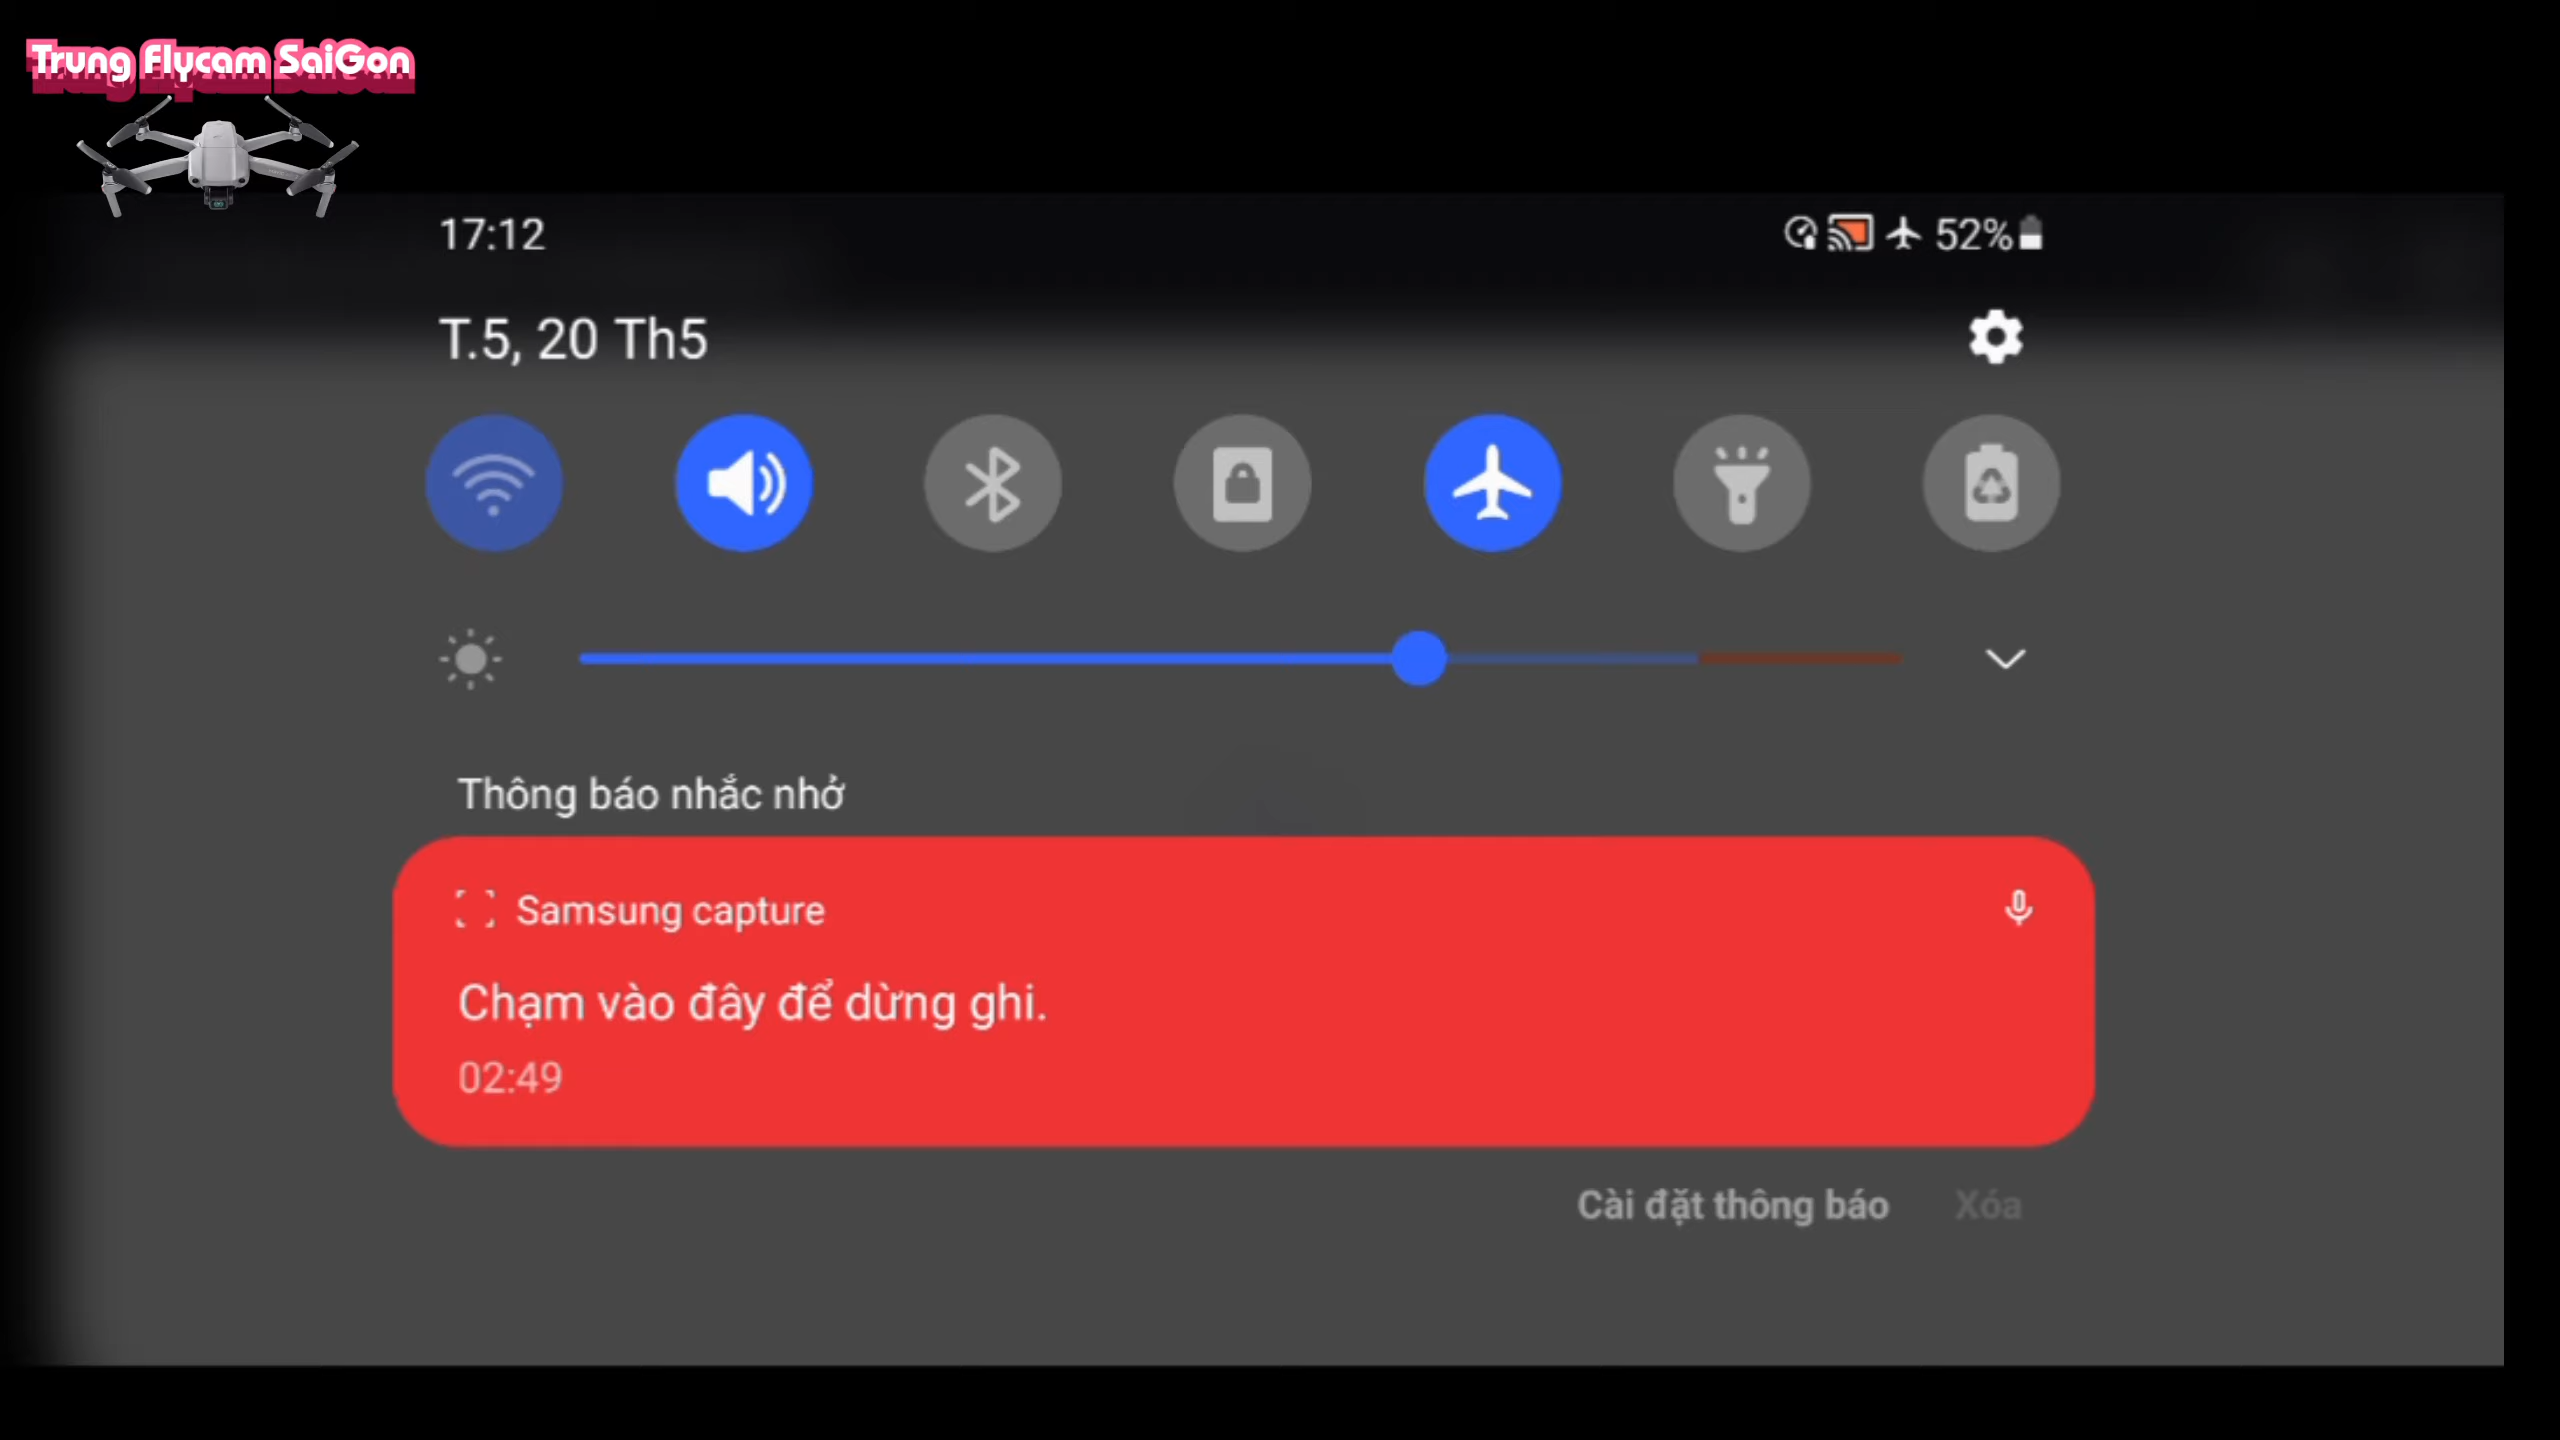 Trung Flycam SaiGon
17:12
52%
T.5, 20 Th5
Thông báo nhắc nhở
Samsung capture
Chạm vào đây để dừng ghi.
02:49
Cài đặt thông báo
Xóa